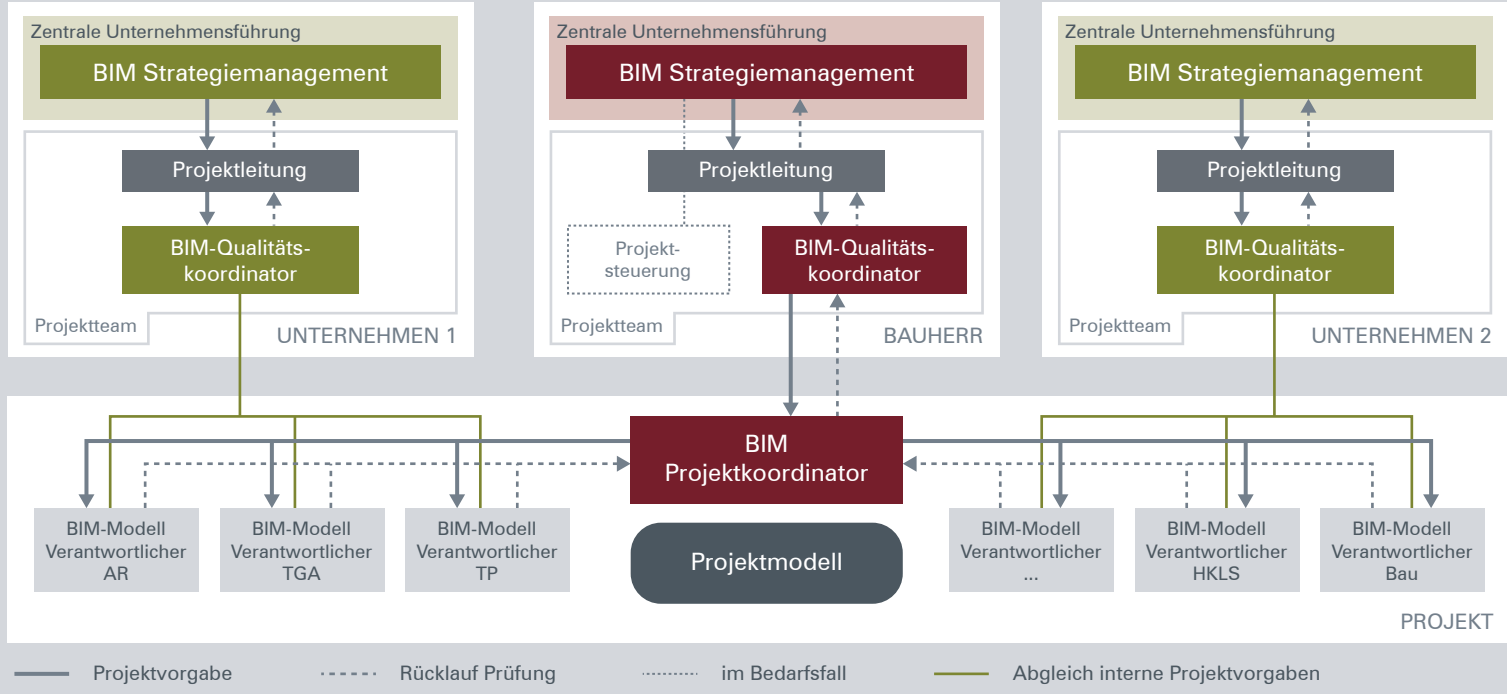 Zentrale Unternehmensführung
BIM Strategiemanagement
Projektleitung
BIM-Qualitäts-
koordinator
Projektteam
UNTERNEHMEN 1
Zentrale Unternehmensführung
BIM Strategiemanagement
Projektleitung
Projekt-
steuerung
BIM-Qualitäts-
koordinator
Projektteam
BAUHERR
Zentrale Unternehmensführung
BIM Strategiemanagement
Projektleitung
BIM-Qualitäts-
koordinator
Projektteam
UNTERNEHMEN 2
BIM
Projektkoordinator
BIM-Modell
Verantwortlicher
AR
BIM-Modell
Verantwortlicher
TGA
BIM-Modell
Verantwortlicher
TP
Projektmodell
BIM-Modell
Verantwortlicher
...
BIM-Modell
Verantwortlicher
HKLS
BIM-Modell
Verantwortlicher
Bau
PROJEKT
Projektvorgabe
Rücklauf Prüfung
im Bedarfsfall
Abgleich interne Projektvorgaben